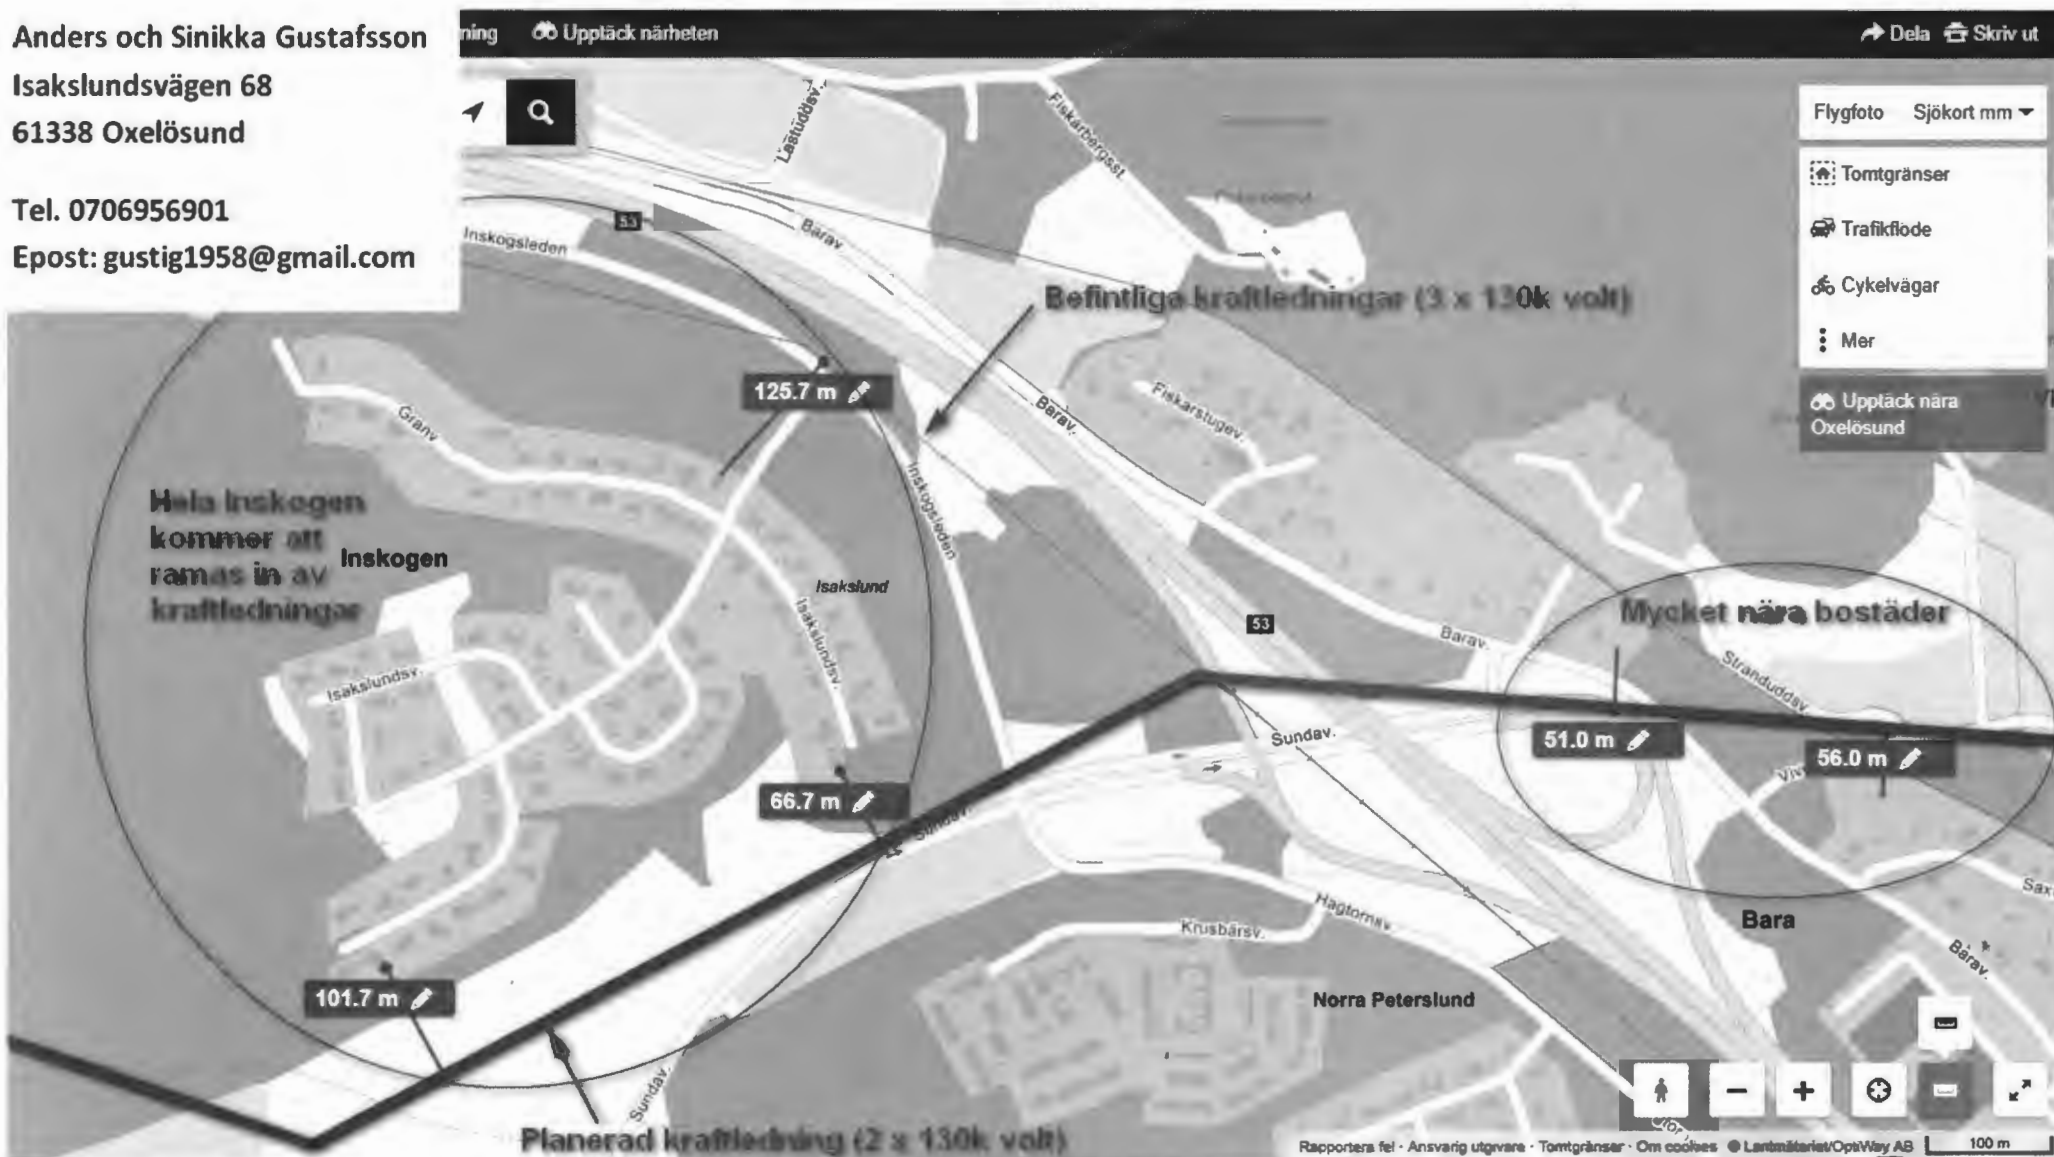 Anders och Sinikka Gustafsson
Isakslundsvägen 68
61338 Oxelösund
Tel. 0706956901
Epost: gustig1958@gmail.com
ning
Upptäck närheten
Dela
Skriv ut
Flygfoto
Sjökort mm
Tomtgränser
Trafikflöde
Cykelvägar
Mer
Upptäck nära
Oxelösund
Lastuddsv.
Fiskarbergsst.
53
Inskogsleden
Barav.
Befintliga kraftledningar (3 x 130k volt)
125.7 m
Granv
Barav.
Fiskarstugev.
Inskogsleden
Hela Inskogen
kommer att
ramas in av
kraftledningar
Inskogen
Isakslund
Isakslundsv.
Isakslundsv.
53
Barav.
Mycket nära bostäder
Stranduddsv
Sundav.
51.0 m
56.0 m
66.7 m
Sundav.
Hagtornsv.
Krusbärsv.
Bara
Barav.
101.7 m
Norra Peterslund
Sundav.
Planerad kraftledning (2 x 130k volt)
Rapportera fel · Ansvarig utgivare · Tomtgränser · Om cookies © Lantmäteriet/OptiWay AB
100 m